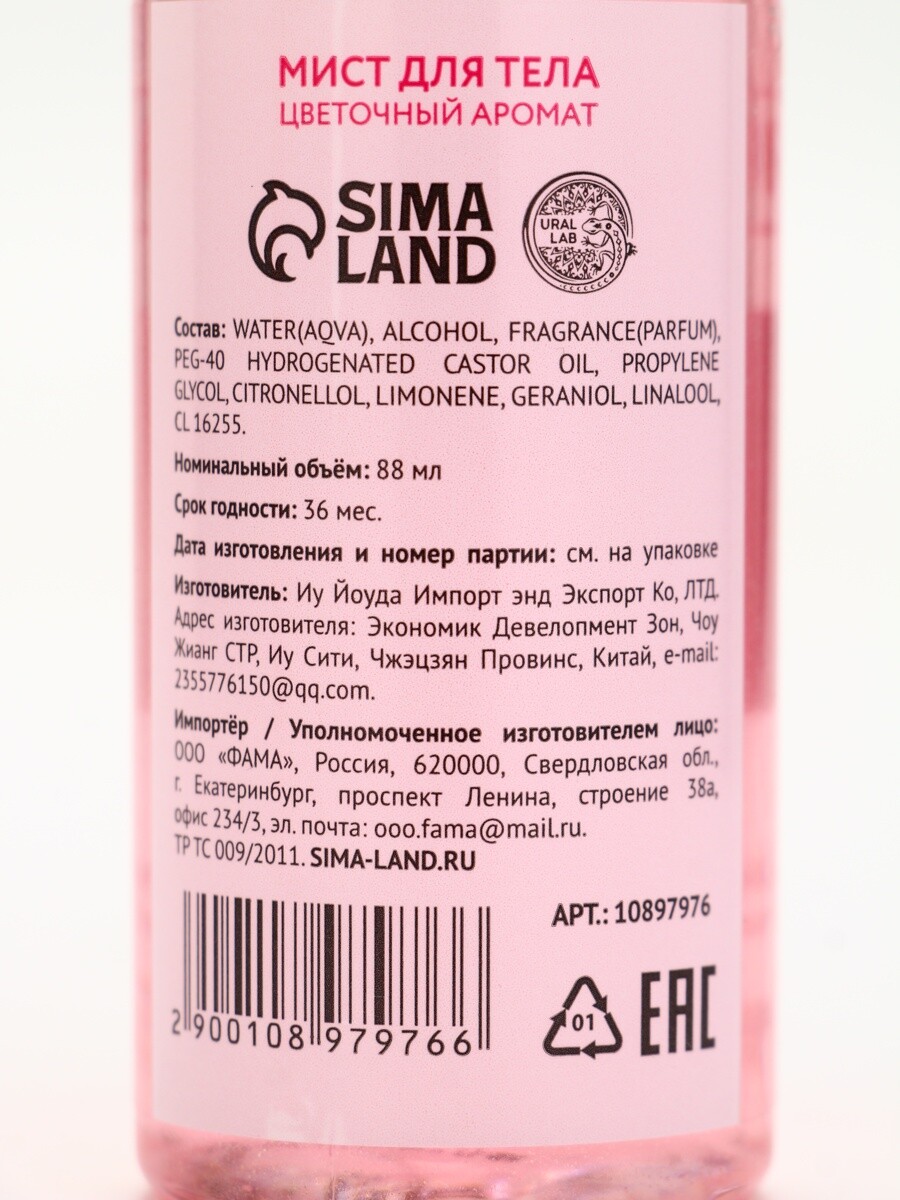 МИСТ ДЛЯ ТЕЛА
ЦВЕТОЧНЫЙ АРОМАТ
SIMA
LAND
URAL
LAB
Состав: WATER(AQVA), ALCOHOL, FRAGRANCE(PARFUM),
PEG-40 HYDROGENATED CASTOR OIL, PROPYLENE
GLYCOL, CITRONELLOL, LIMONENE, GERANIOL, LINALOOL,
CL 16255.
Номинальный объём: 88 мл
Срок годности: 36 мес.
Дата изготовления и номер партии: см. на упаковке
Изготовитель: Иу Йоуда Импорт энд Экспорт Ко, ЛТД.
Адрес изготовителя: Экономик Девелопмент Зон, Чоу
Жианг СТР, Иу Сити, Чжэцзян Провинс, Китай, e-mail:
2355776150@qq.com.
Импортёр / Уполномоченное изготовителем лицо:
ООО «ФАМА», Россия, 620000, Свердловская обл.,
г. Екатеринбург, проспект Ленина, строение 38а,
офис 234/3, эл. почта: ooo.fama@mail.ru.
ТР ТС 009/2011. SIMA-LAND.RU
АРТ.: 10897976
2 900108 979766
01
EAC